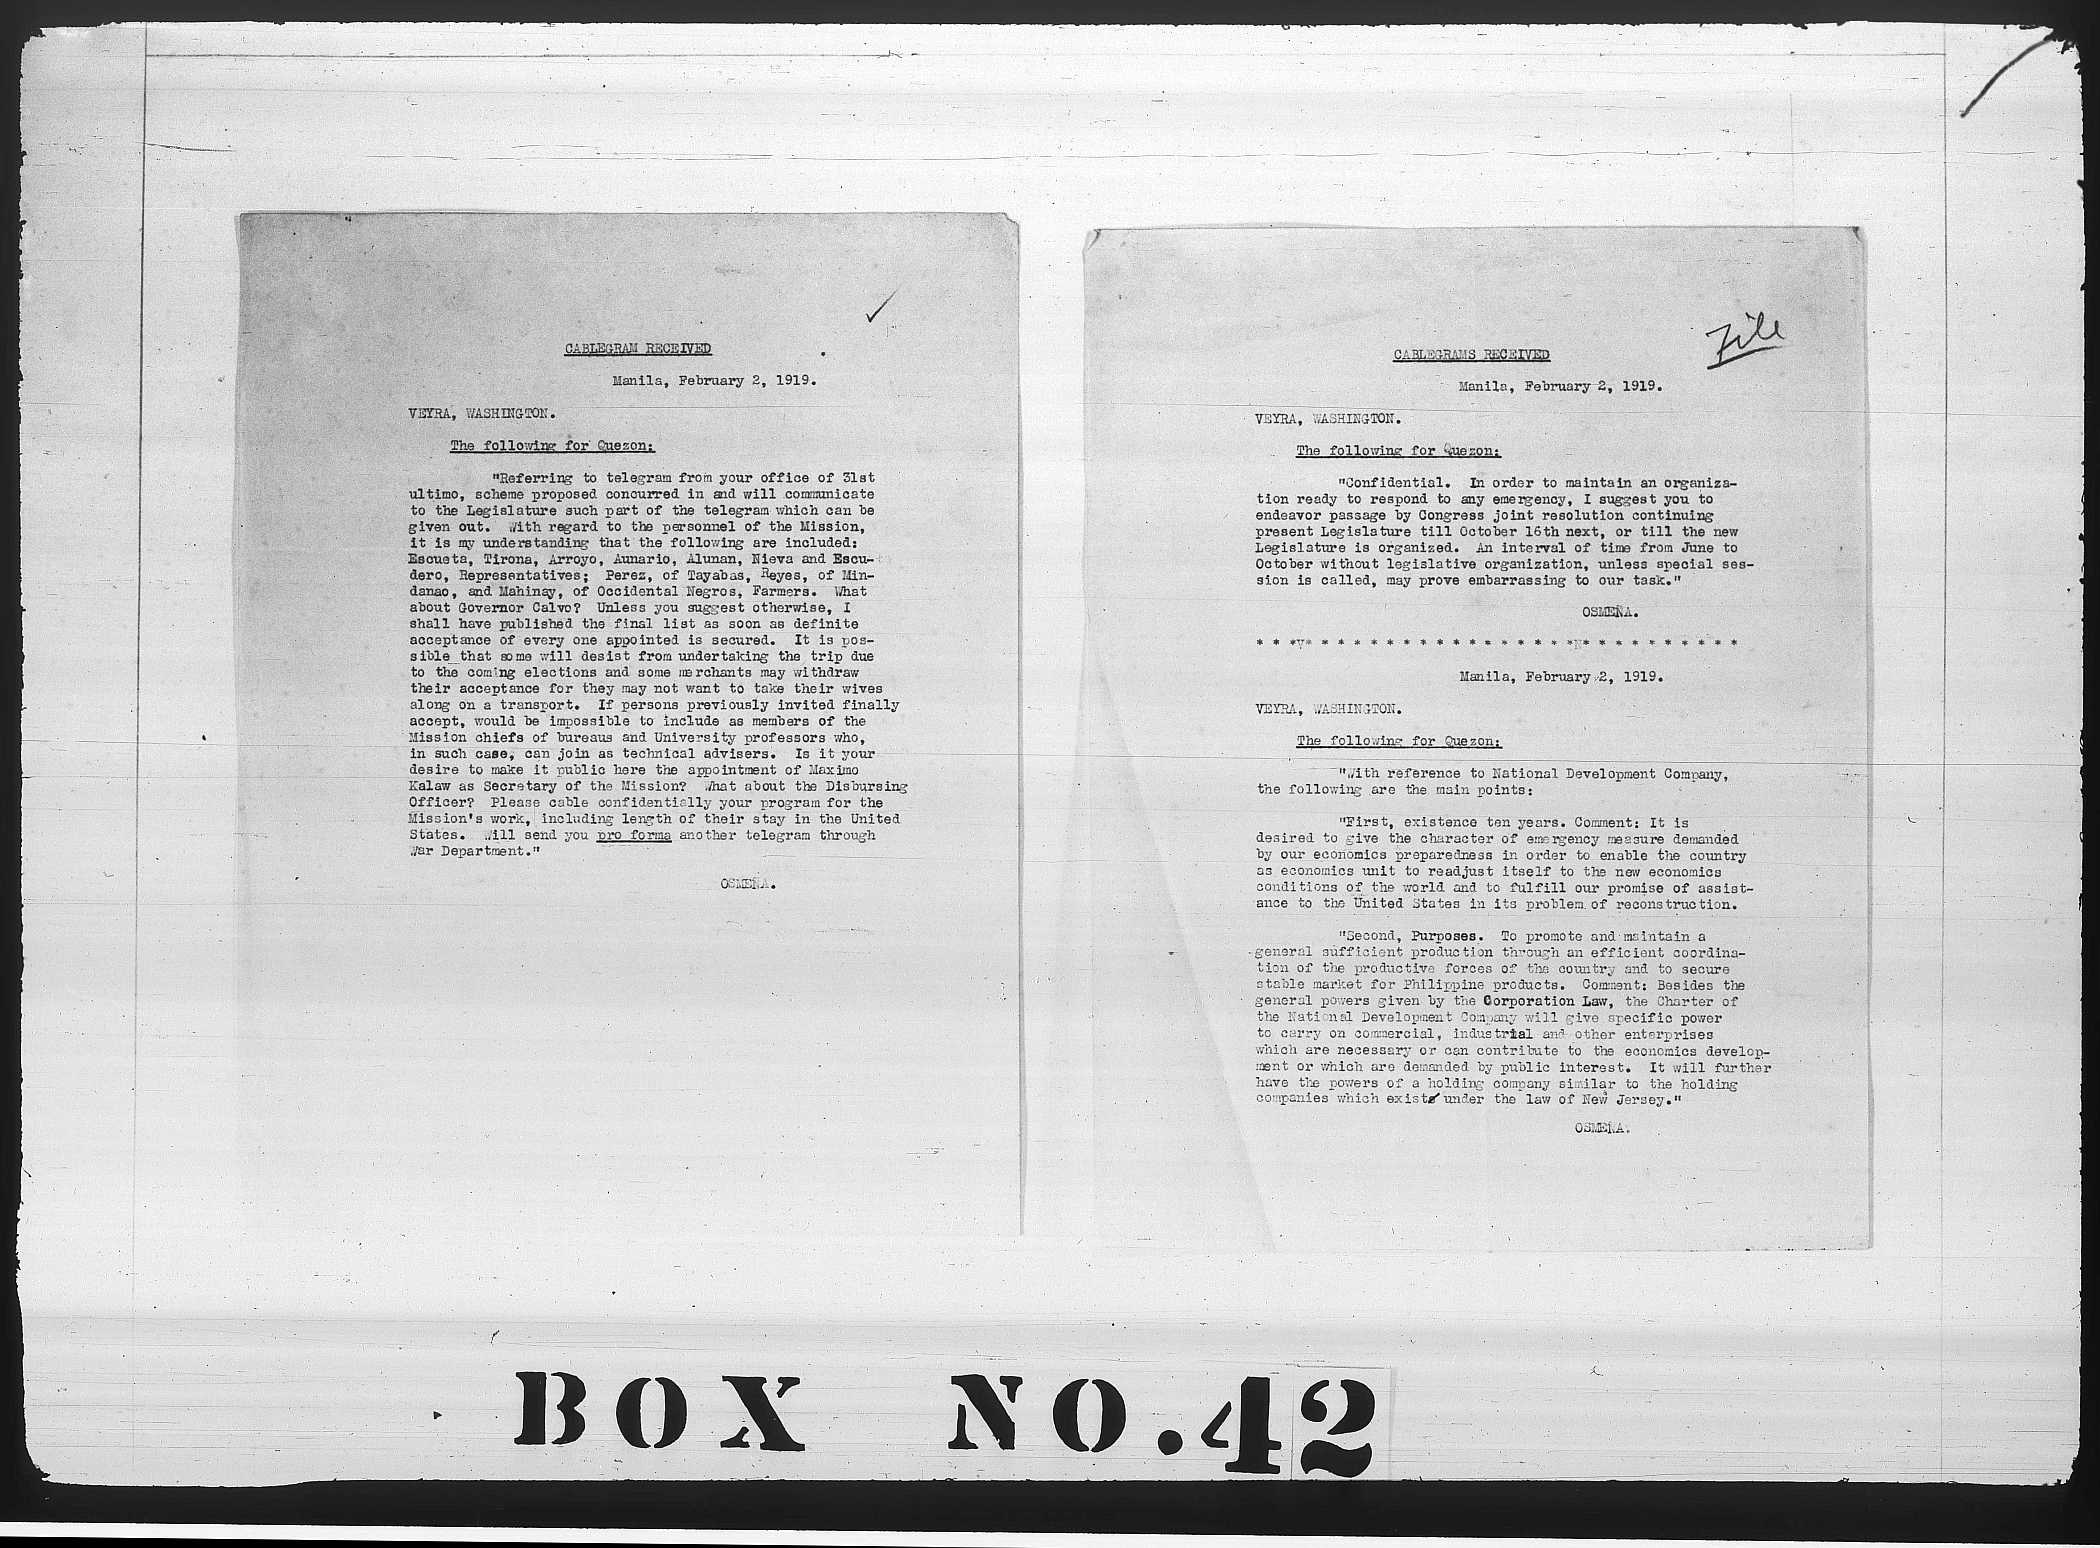 CABLEGRAM RECEIVED
Manila, February 2, 1919.
VEYRA, WASHINGTON.
The following for Quezon:
"Referring to telegram from your office of 31st
ultimo, scheme proposed concurred in and will communicate
to the Legislature such part of the telegram which can be
given out. With regard to the personnel of the Mission,
it is my understanding that the following are included:
Escueta, Tirona, Arroyo, Aunario, Alunan, Nieva and Escu-
dero, Representatives; Perez, of Tayabas, Reyes, of Min-
danao, and Mahinay, of Occidental Negros, Farmers. What
about Governor Calvo? Unless you suggest otherwise, I
shall have published the final list as soon as definite
acceptance of every one appointed is secured. It is pos-
sible that some will desist from undertaking the trip due
to the coming elections and some merchants may withdraw
their acceptance for they may not want to take their wives
along on a transport. If persons previously invited finally
accept, would be impossible to include as members of the
Mission chiefs of bureaus and University professors who,
in such case, can join as technical advisers. Is it your
desire to make it public here the appointment of Maximo
Kalaw as Secretary of the Mission? What about the Disbursing
Officer? Please cable confidentially your program for the
Mission's work, including length of their stay in the United
States. Will send you pro forma another telegram through
War Department."
OSMEÑA.
File
CABLEGRAMS RECEIVED
Manila, February 2, 1919.
VEYRA, WASHINGTON.
The following for Quezon:
"Confidential. In order to maintain an organiza-
tion ready to respond to any emergency, I suggest you to
endeavor passage by Congress joint resolution continuing
present Legislature till October 16th next, or till the new
Legislature is organized. An interval of time from June to
October without legislative organization, unless special ses-
sion is called, may prove embarrassing to our task."
OSMEÑA.
* * *V* * * * * * * * * * * * * * * * *N* * * * * * * * * *
Manila, February 2, 1919.
VEYRA, WASHINGTON.
The following for Quezon:
"With reference to National Development Company,
the following are the main points:
"First, existence ten years. Comment: It is
desired to give the character of emergency measure demanded
by our economics preparedness in order to enable the country
as economics unit to readjust itself to the new economics
conditions of the world and to fulfill our promise of assist-
ance to the United States in its problem of reconstruction.
"Second, Purposes. To promote and maintain a
general sufficient production through an efficient coordina-
tion of the productive forces of the country and to secure
stable market for Philippine products. Comment: Besides the
general powers given by the Corporation Law, the Charter of
the National Development Company will give specific power
to carry on commercial, industrial and other enterprises
which are necessary or can contribute to the economics develop-
ment or which are demanded by public interest. It will further
have the powers of a holding company similar to the holding
companies which exist under the law of New Jersey."
OSMEÑA.
BOX NO.42